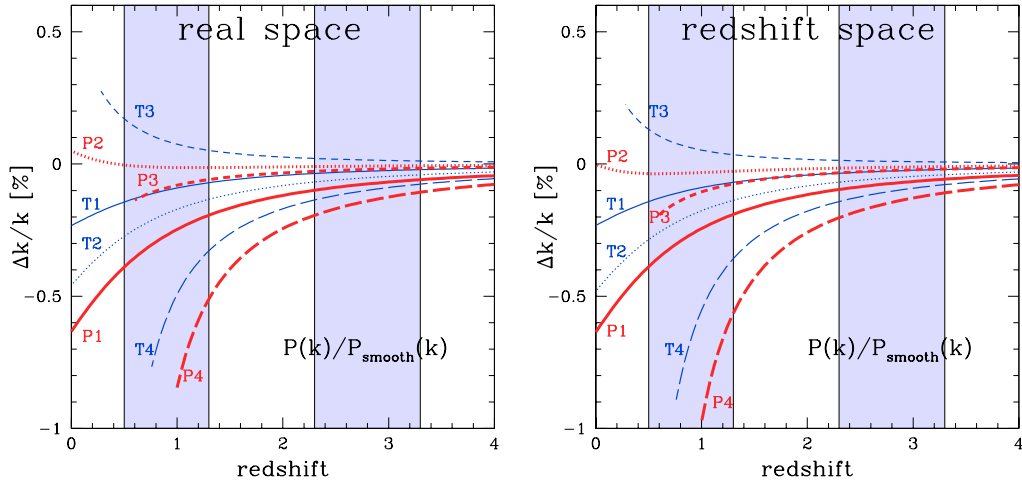 real space
0.5
0
−0.5
−1
Δk/k [%]
T3
P2
P3
T1
T2
P1
T4
P4
P(k)/P_smooth(k)
0 1 2 3 4
redshift
redshift space
0.5
0
−0.5
−1
Δk/k [%]
T3
P2
P3
T1
T2
P1
T4
P4
P(k)/P_smooth(k)
0 1 2 3 4
redshift